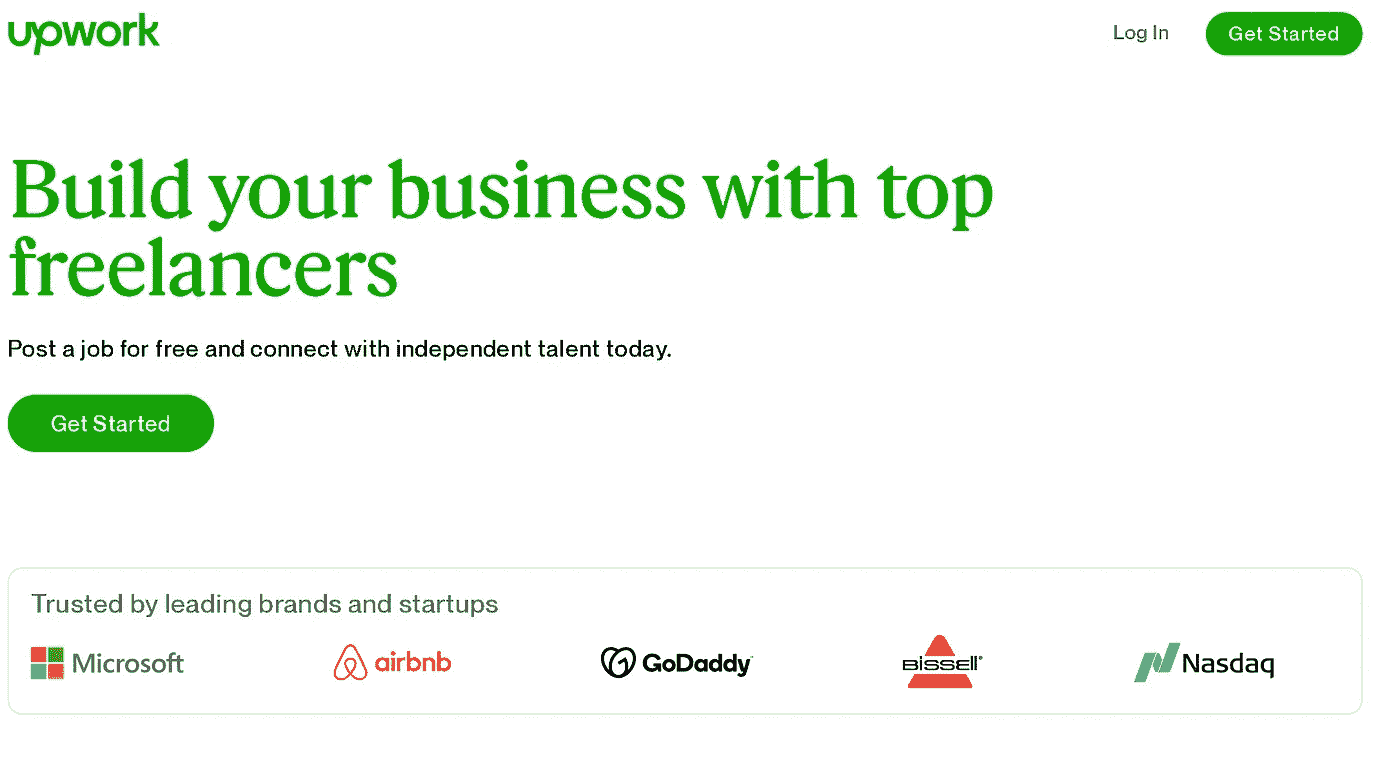 upwork
Log In
Get Started
Build your business with top
freelancers
Post a job for free and connect with independent talent today.
Get Started
Trusted by leading brands and startups
Microsoft
airbnb
GoDaddy
BISSELL
Nasdaq